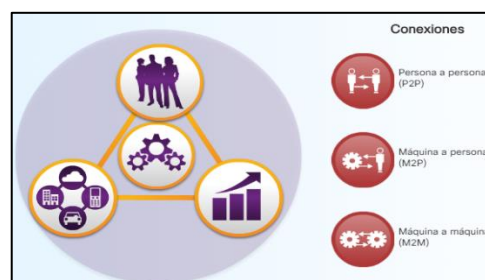 Conexiones
Persona a persona
(P2P)
Máquina a persona
(M2P)
Máquina a máquina
(M2M)